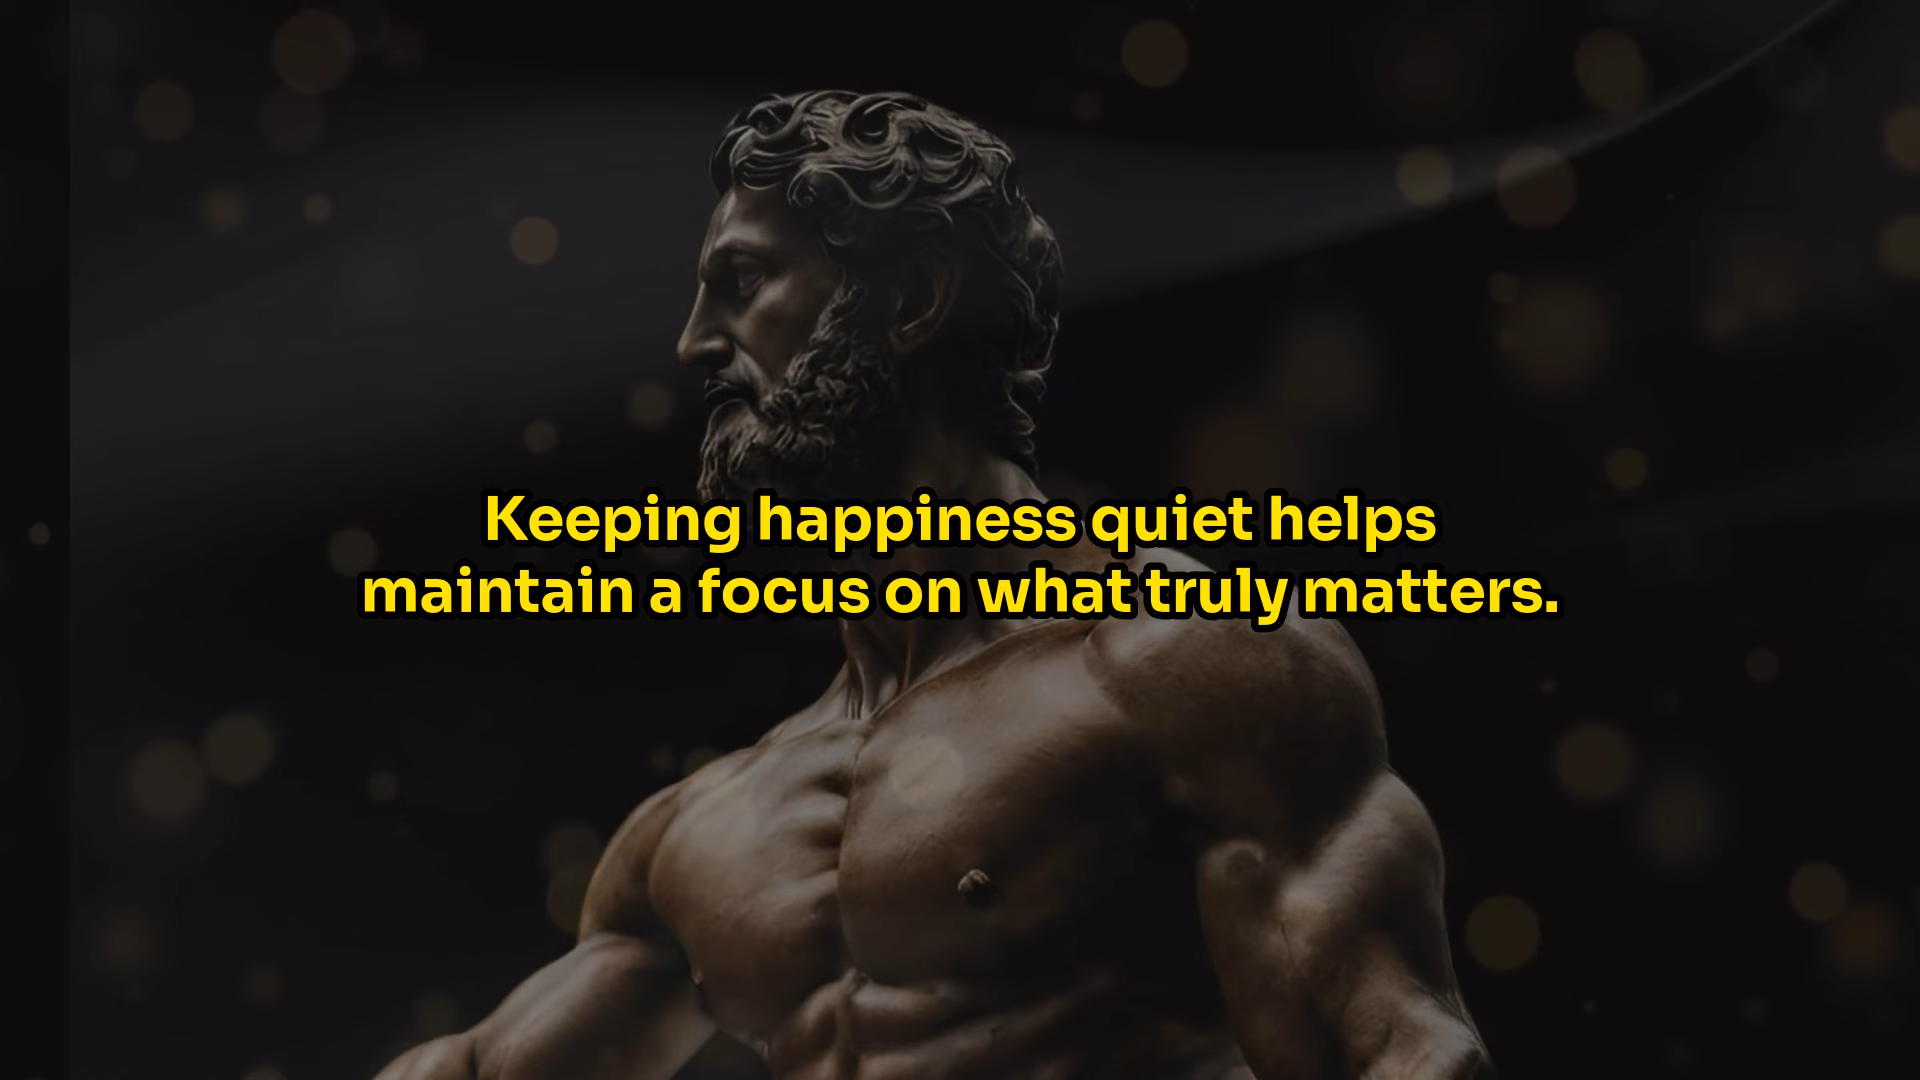 Keeping happiness quiet helps
maintain a focus on what truly matters.